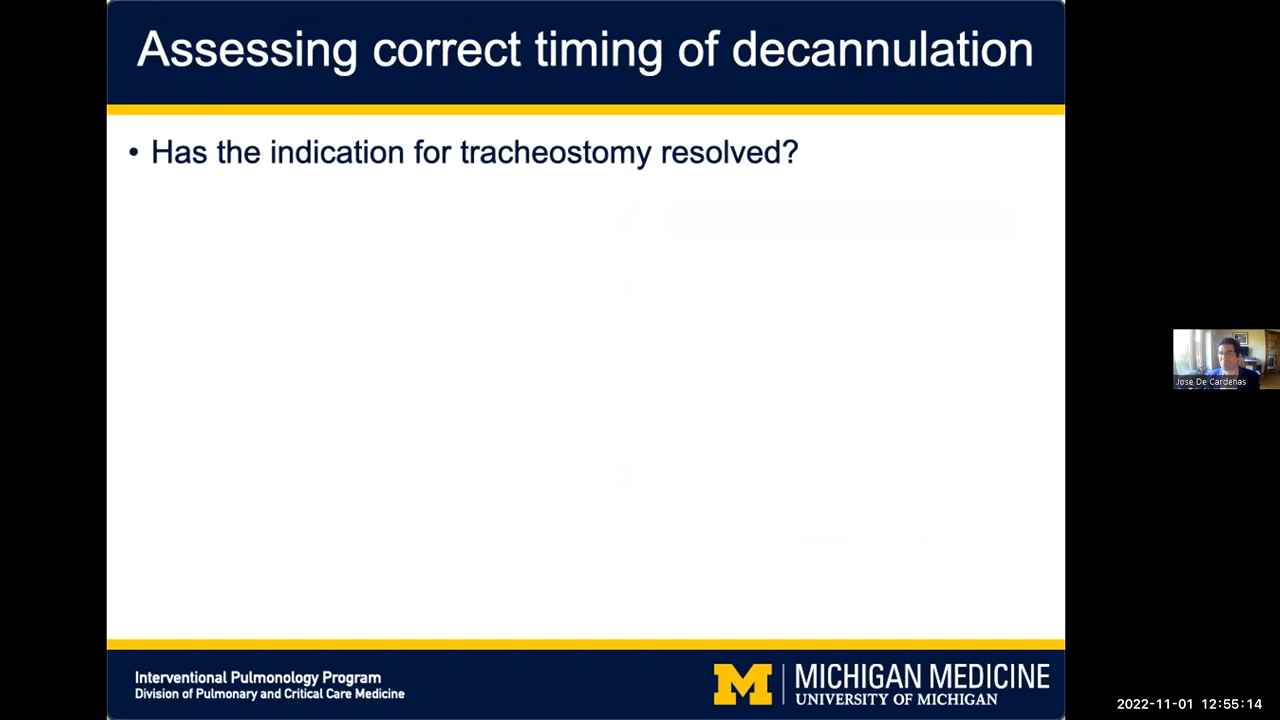 Assessing correct timing of decannulation
• Has the indication for tracheostomy resolved?
Jose De Cardenas
Interventional Pulmonology Program
Division of Pulmonary and Critical Care Medicine
M
MICHIGAN MEDICINE
UNIVERSITY OF MICHIGAN
2022-11-01 12:55:14